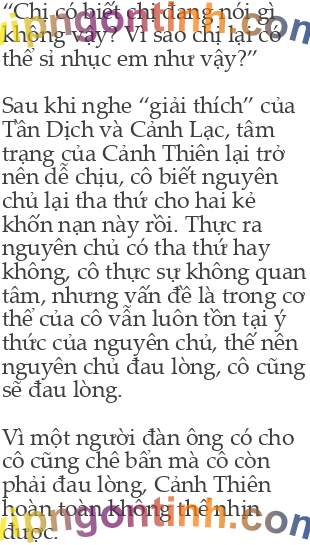 “Chị có biết chị đang nói gì
không vậy? Vì sao chị lại có
thể sỉ nhục em như vậy?”
Sau khi nghe “giải thích” của
Tần Dịch và Cảnh Lạc, tâm
trạng của Cảnh Thiên lại trở
nên dễ chịu, cô biết nguyên
chủ lại tha thứ cho hai kẻ
khốn nạn này rồi. Thực ra
nguyên chủ có tha thứ hay
không, cô thực sự không quan
tâm, nhưng vấn đề là trong cơ
thể của cô vẫn luôn tồn tại ý
thức của nguyên chủ, thế nên
nguyên chủ đau lòng, cô cũng
sẽ đau lòng.
Vì một người đàn ông có cho
cô cũng chê bẩn mà cô còn
phải đau lòng, Cảnh Thiên
hoàn toàn không thể nhịn
được.
vipngontinh.com
vipngontinh.com